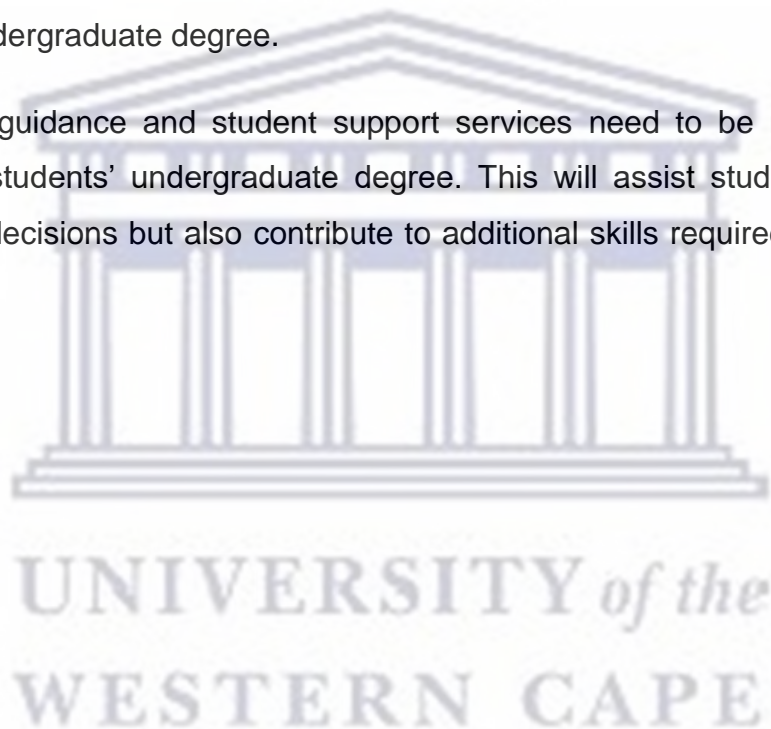 dergraduate degree.
guidance and student support services need to be
students' undergraduate degree. This will assist stud
decisions but also contribute to additional skills required
UNIVERSITY of the
WESTERN CAPE